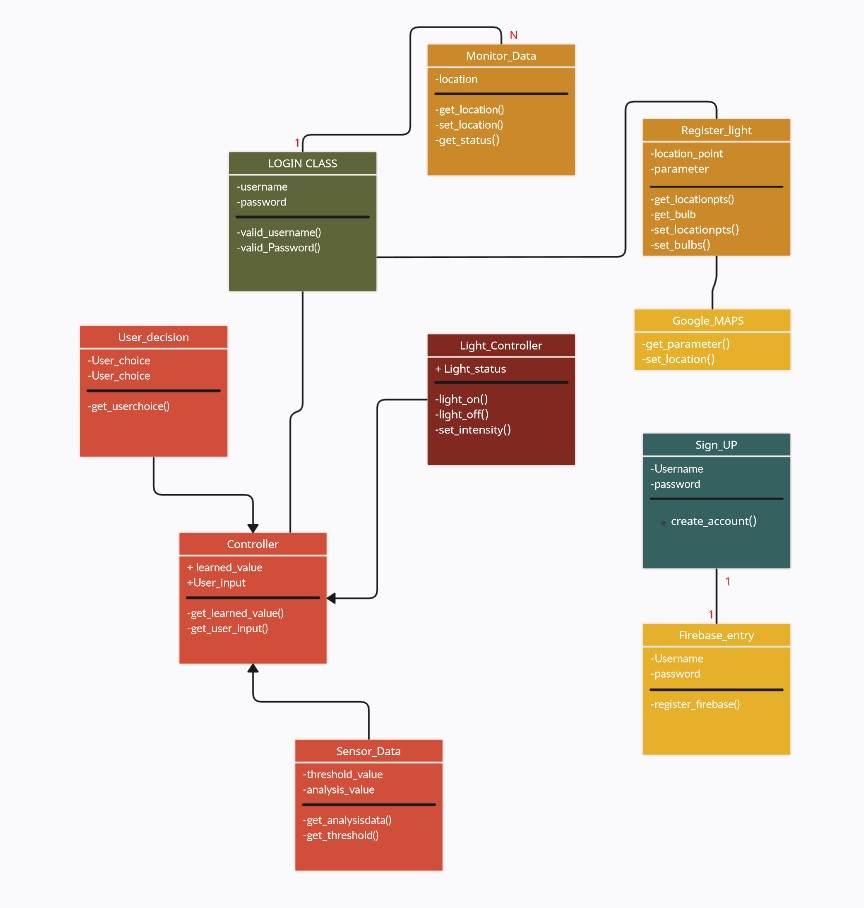 N
Monitor_Data
-location
-get_location()
-set_location()
-get_status()
Register_light
-location_point
-parameter
-get_locationpts()
-get_bulb
-set_locationpts()
-set_bulbs()
1
LOGIN CLASS
-username
-password
-valid_username()
-valid_Password()
Google_MAPS
-get_parameter()
-set_location()
User_decision
-User_choice
-User_choice
-get_userchoice()
Light_Controller
+ Light_status
-light_on()
-light_off()
-set_intensity()
Sign_UP
-Username
-password
create_account()
1
1
Controller
+ learned_value
+User_input
-get_learned_value()
-get_user_input()
Firebase_entry
-Username
-password
-register_firebase()
Sensor_Data
-threshold_value
-analysis_value
-get_analysisdata()
-get_threshold()